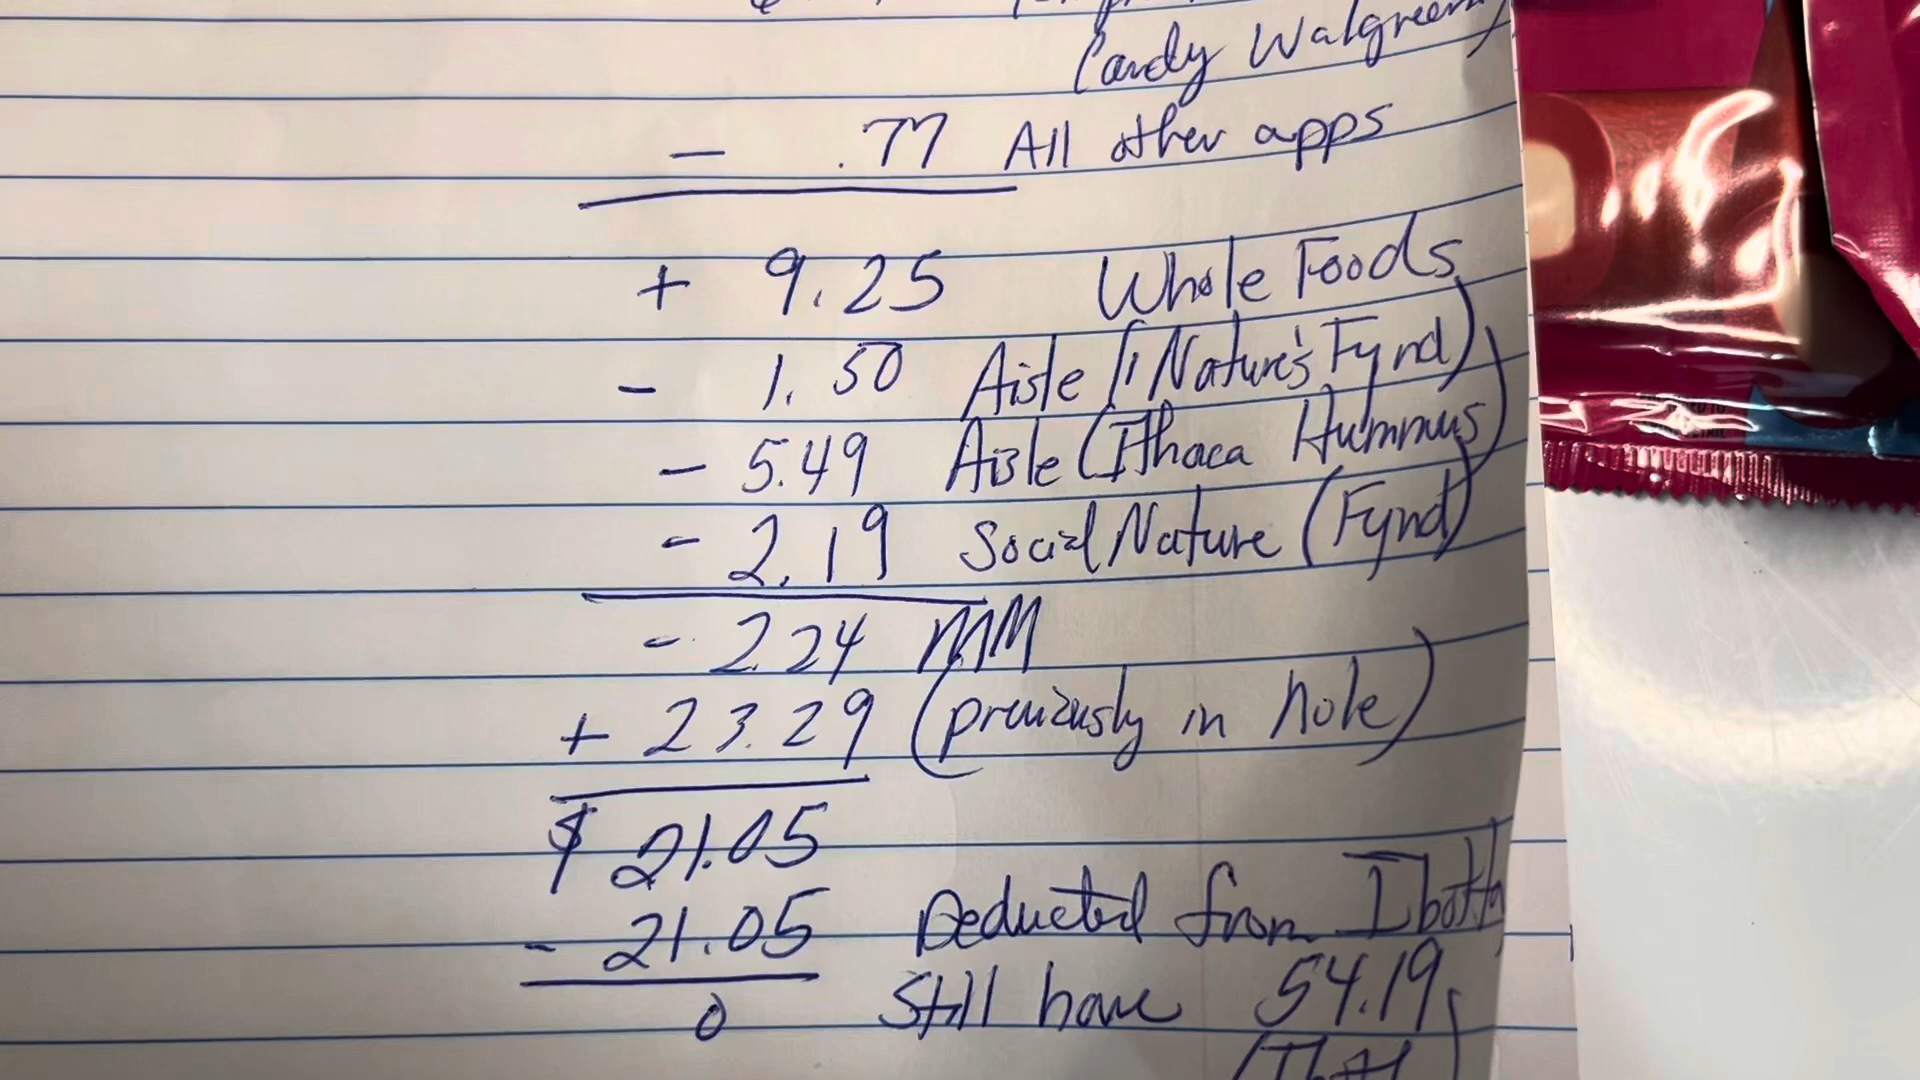 (Candy Walgreens)
- .77 All other apps
+ 9.25 Whole Foods
- 1.50 Aisle (1 Nature's Fynd)
- 5.49 Aisle (Ithaca Hummus)
- 2.19 Social Nature (Fynd)
- 2.24 MM
+ 23.29 (previously in hole)
$ 21.05
- 21.05 Deducted from Ibotta
0 Still have 54.19